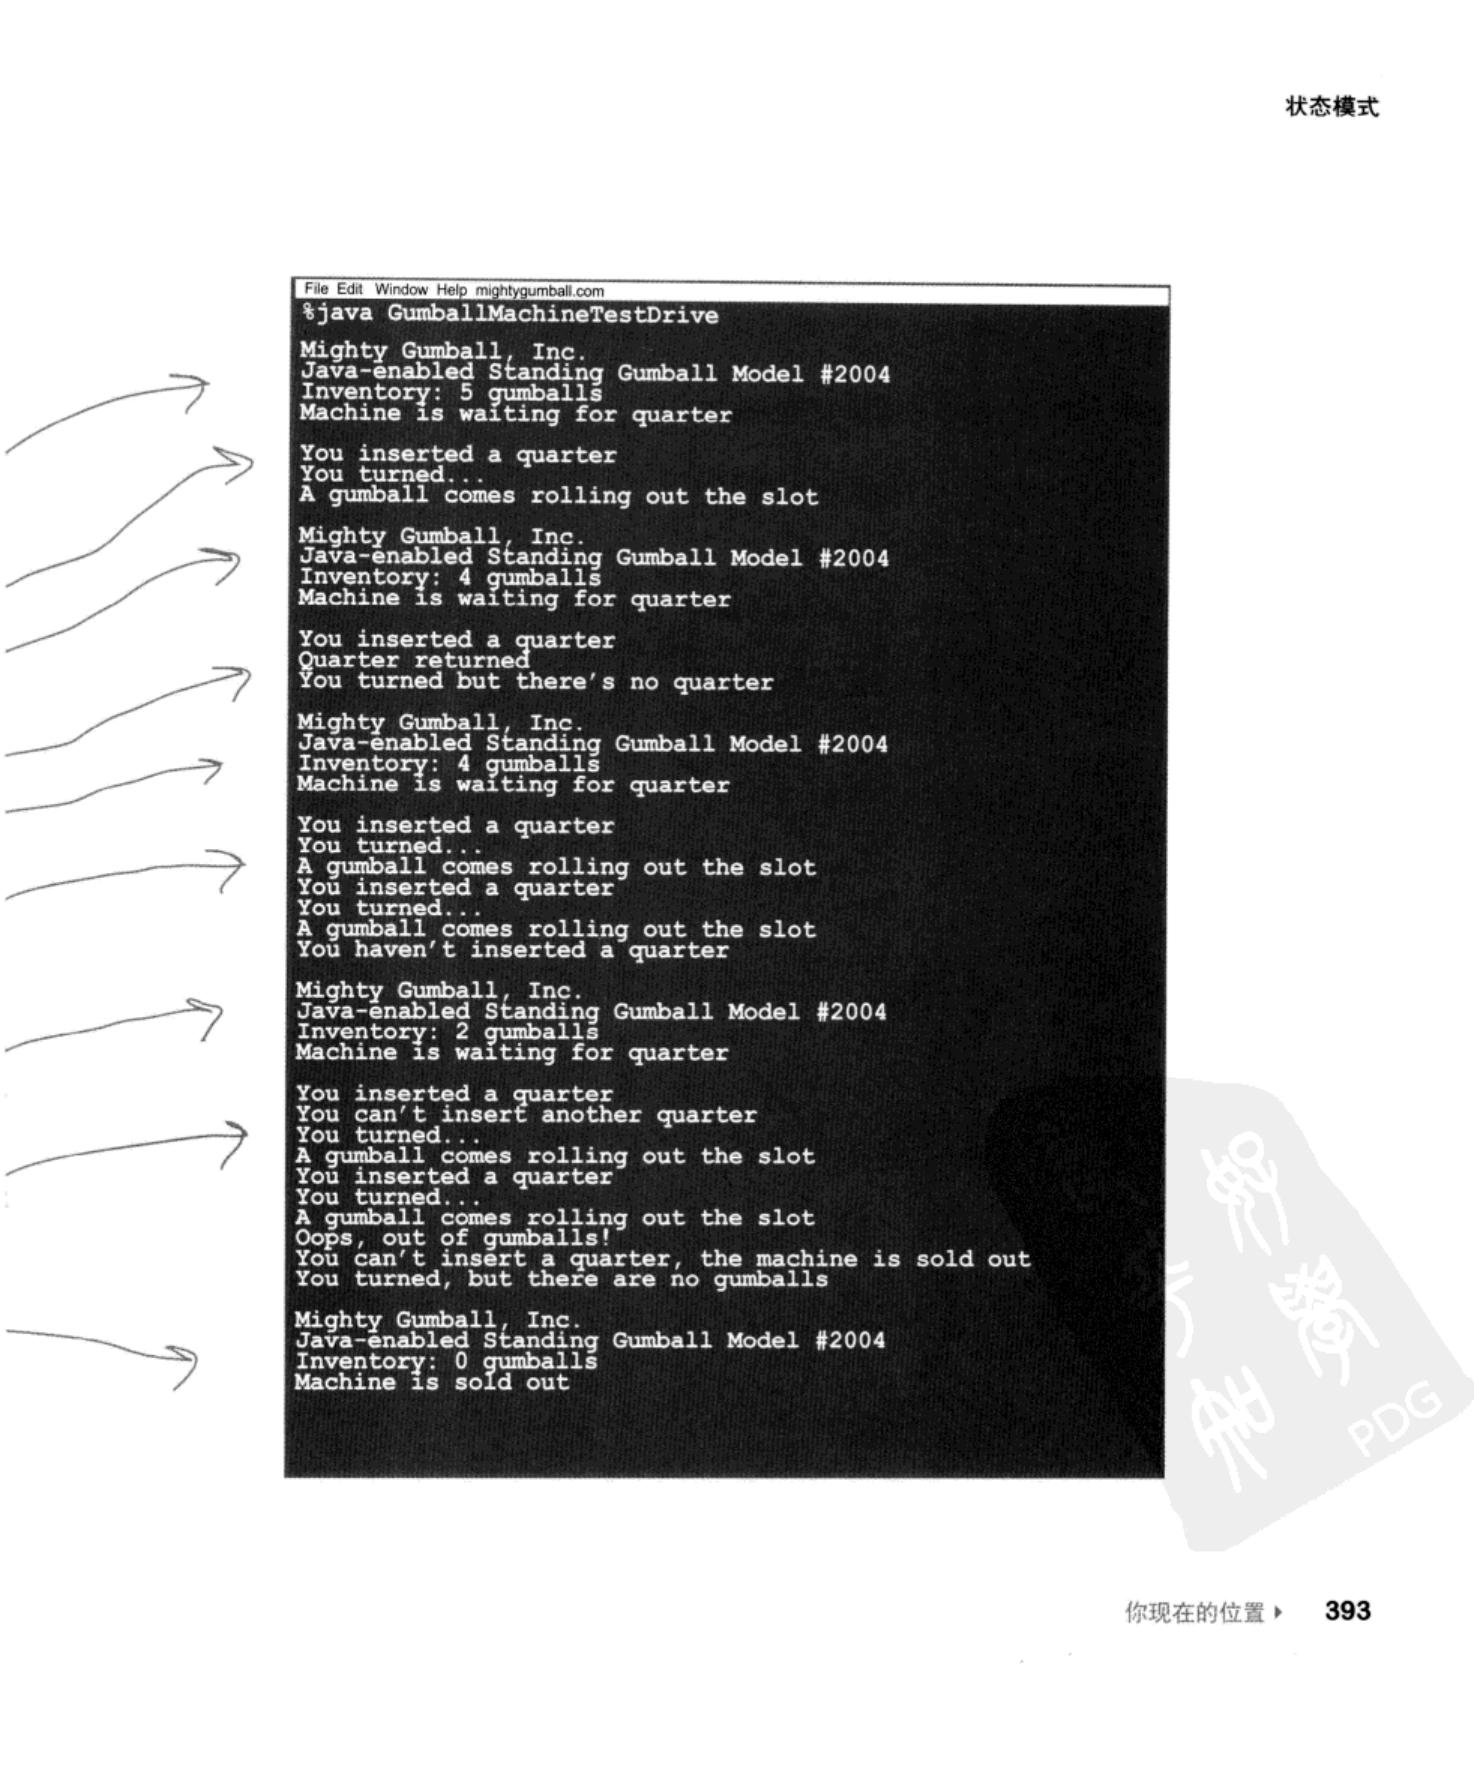 状态模式
File Edit Window Help mightygumball.com
%java GumballMachineTestDrive
Mighty Gumball, Inc.
Java-enabled Standing Gumball Model #2004
Inventory: 5 gumballs
Machine is waiting for quarter
You inserted a quarter
You turned...
A gumball comes rolling out the slot
Mighty Gumball, Inc.
Java-enabled Standing Gumball Model #2004
Inventory: 4 gumballs
Machine is waiting for quarter
You inserted a quarter
Quarter returned
You turned but there's no quarter
Mighty Gumball, Inc.
Java-enabled Standing Gumball Model #2004
Inventory: 4 gumballs
Machine is waiting for quarter
You inserted a quarter
You turned...
A gumball comes rolling out the slot
You inserted a quarter
You turned...
A gumball comes rolling out the slot
You haven't inserted a quarter
Mighty Gumball, Inc.
Java-enabled Standing Gumball Model #2004
Inventory: 2 gumballs
Machine is waiting for quarter
You inserted a quarter
You can't insert another quarter
You turned...
A gumball comes rolling out the slot
You inserted a quarter
You turned...
A gumball comes rolling out the slot
Oops, out of gumballs!
You can't insert a quarter, the machine is sold out
You turned, but there are no gumballs
Mighty Gumball, Inc.
Java-enabled Standing Gumball Model #2004
Inventory: 0 gumballs
Machine is sold out
PDG
你现在的位置 ▸ 393